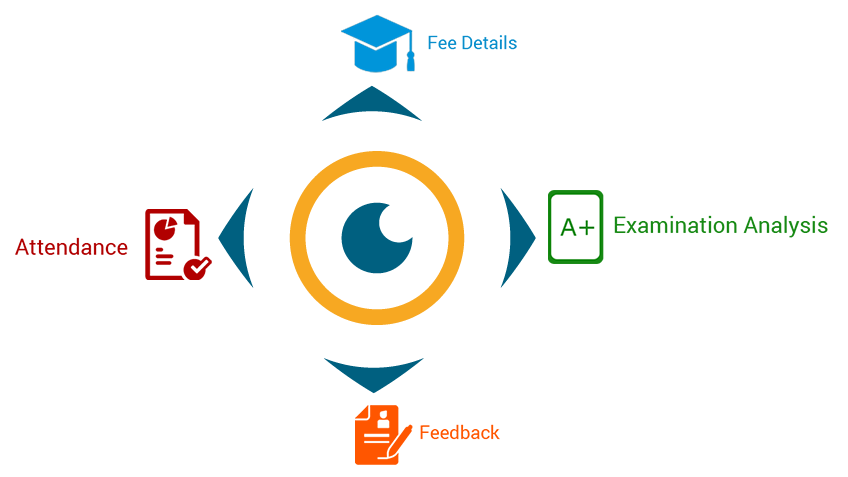 Fee Details
A+
Examination Analysis
Attendance
Feedback